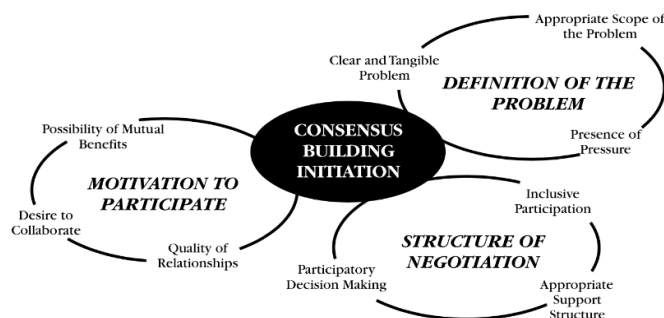 Appropriate Scope of
the Problem
Clear and Tangible
Problem
DEFINITION OF THE
PROBLEM
Presence of
Pressure
CONSENSUS
BUILDING
INITIATION
Possibility of Mutual
Benefits
MOTIVATION TO
PARTICIPATE
Desire to
Collaborate
Quality of
Relationships
Inclusive
Participation
STRUCTURE OF
NEGOTIATION
Participatory
Decision Making
Appropriate
Support
Structure